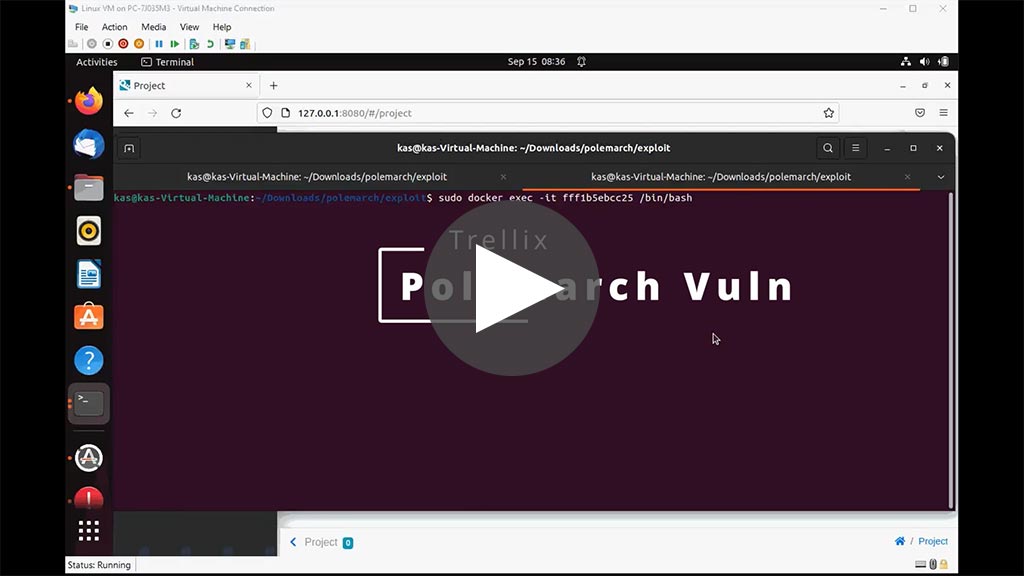 Linux VM on PC-7J035M3 - Virtual Machine Connection
File Action Media View Help
Activities Terminal Sep 15 08:36
Project
127.0.0.1:8080/#/project
kas@kas-Virtual-Machine: ~/Downloads/polemarch/exploit
kas@kas-Virtual-Machine: ~/Downloads/polemarch/exploit kas@kas-Virtual-Machine: ~/Downloads/polemarch/exploit
kas@kas-Virtual-Machine:~/Downloads/polemarch/exploit$ sudo docker exec -it fff1b5ebcc25 /bin/bash
Trellix
Polemarch Vuln
Project 0 / Project
Status: Running